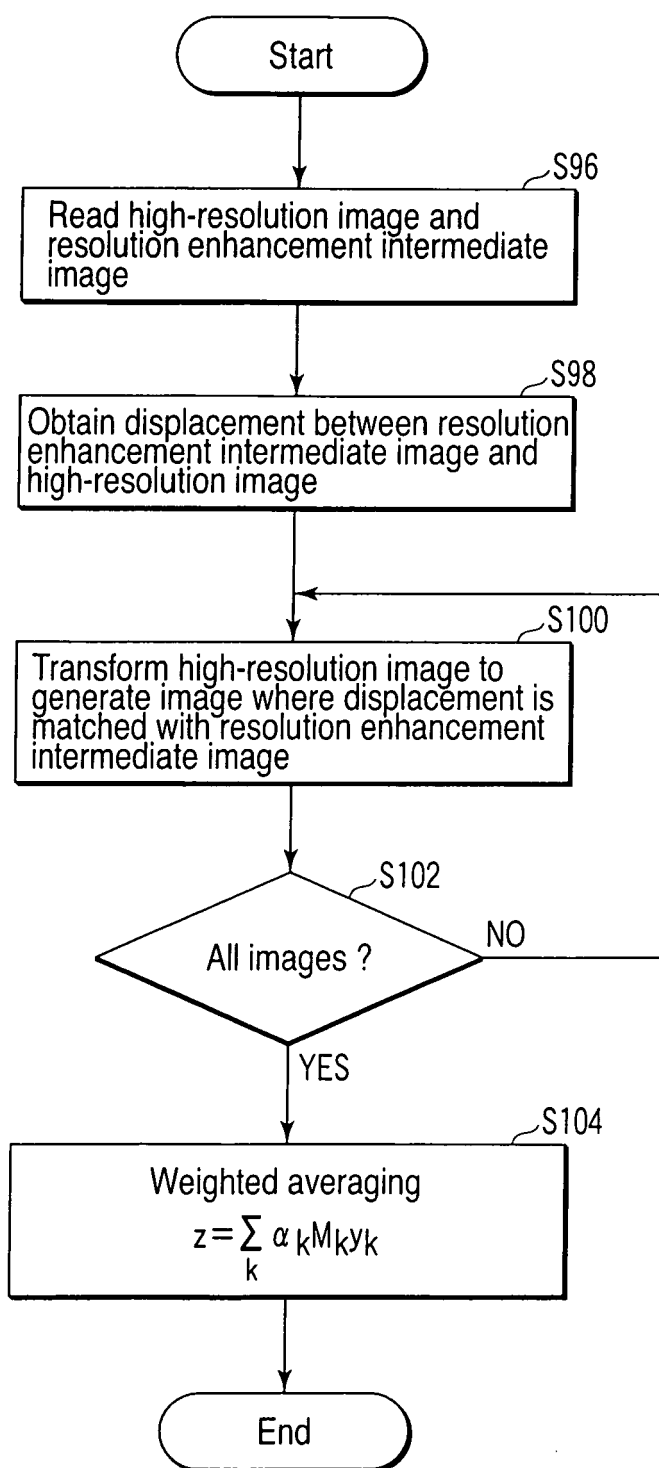 Start
S96
Read high-resolution image and
resolution enhancement intermediate
image
S98
Obtain displacement between resolution
enhancement intermediate image and
high-resolution image
S100
Transform high-resolution image to
generate image where displacement is
matched with resolution enhancement
intermediate image
S102
All images ?
NO
YES
S104
Weighted averaging
z=∑αkMkyk
k
End